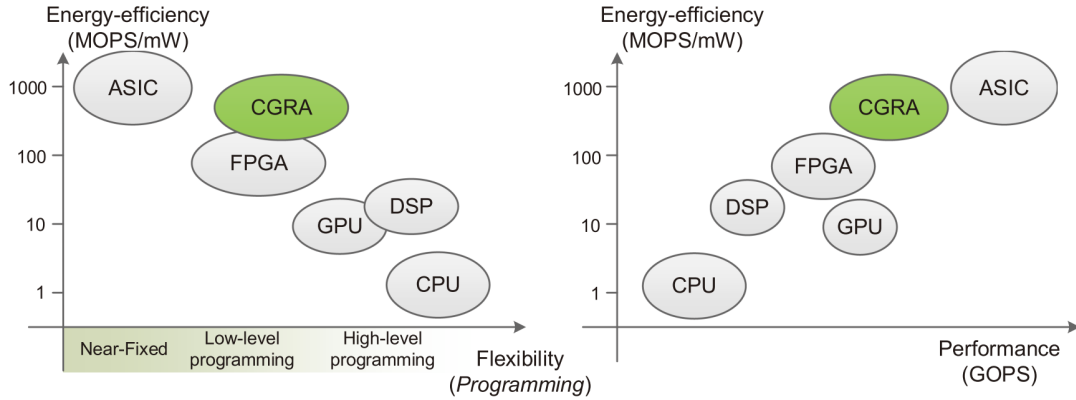 Energy-efficiency
(MOPS/mW)
1000
100
10
1
ASIC
CGRA
FPGA
GPU
DSP
CPU
Near-Fixed
Low-level
programming
High-level
programming
Flexibility
(Programming)
Energy-efficiency
(MOPS/mW)
1000
100
10
1
ASIC
CGRA
FPGA
DSP
GPU
CPU
Performance
(GOPS)